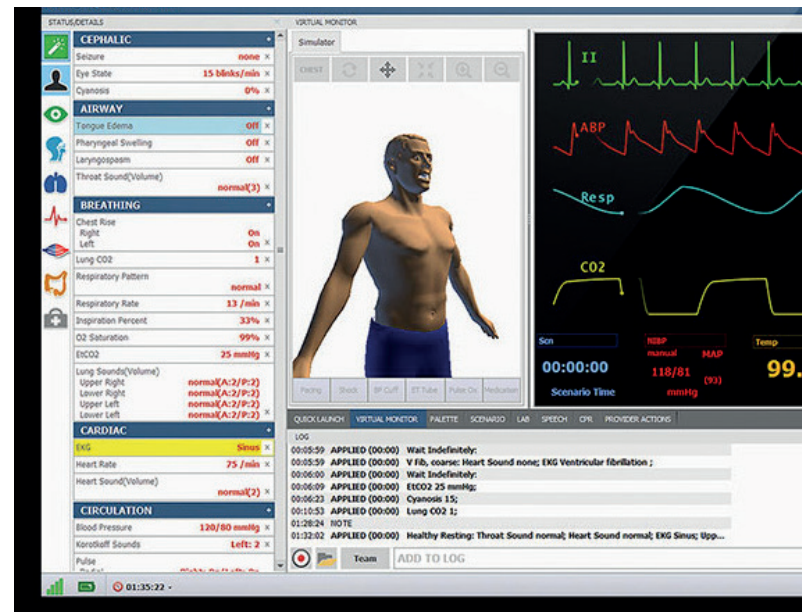 STATUS/DETAILS
CEPHALIC
Seizure none ×
Eye State 15 blinks/min ×
Cyanosis 0% ×
AIRWAY
Tongue Edema Off ×
Pharyngeal Swelling Off ×
Laryngospasm Off ×
Throat Sound(Volume)
normal(3) ×
BREATHING
Chest Rise
Right On
Left On ×
Lung CO2 1 ×
Respiratory Pattern
normal ×
Respiratory Rate 13 /min ×
Inspiration Percent 33% ×
O2 Saturation 99% ×
EtCO2 25 mmHg ×
Lung Sounds(Volume)
Upper Right normal(A:2/P:2)
Lower Right normal(A:2/P:2)
Upper Left normal(A:2/P:2)
Lower Left normal(A:2/P:2) ×
CARDIAC
EKG Sinus ×
Heart Rate 75 /min ×
Heart Sound(Volume)
normal(2) ×
CIRCULATION
Blood Pressure 120/80 mmHg ×
Korotkoff Sounds Left: 2 ×
Pulse
01:35:22
VIRTUAL MONITOR
Simulator
CHEST
Pacing Shock BP Cuff ET Tube Pulse Ox. Medication
II
ABP
Resp
CO2
Scn NIBP Temp
manual MAP
00:00:00 118/81 (93) 99.
Scenario Time mmHg
QUICK LAUNCH VIRTUAL MONITOR PALETTE SCENARIO LAB SPEECH CPR PROVIDER ACTIONS
LOG
00:05:59 APPLIED (00:00) Wait Indefinitely:
00:05:59 APPLIED (00:00) V Fib, coarse: Heart Sound none; EKG Ventricular fibrillation ;
00:06:09 APPLIED (00:00) Wait Indefinitely:
00:06:09 APPLIED (00:00) EtCO2 25 mmHg;
00:06:23 APPLIED (00:00) Cyanosis 15;
00:10:53 APPLIED (00:00) Lung CO2 1;
01:28:24 NOTE
01:32:02 APPLIED (00:00) Healthy Resting: Throat Sound normal; Heart Sound normal; EKG Sinus; Upp...
Team ADD TO LOG